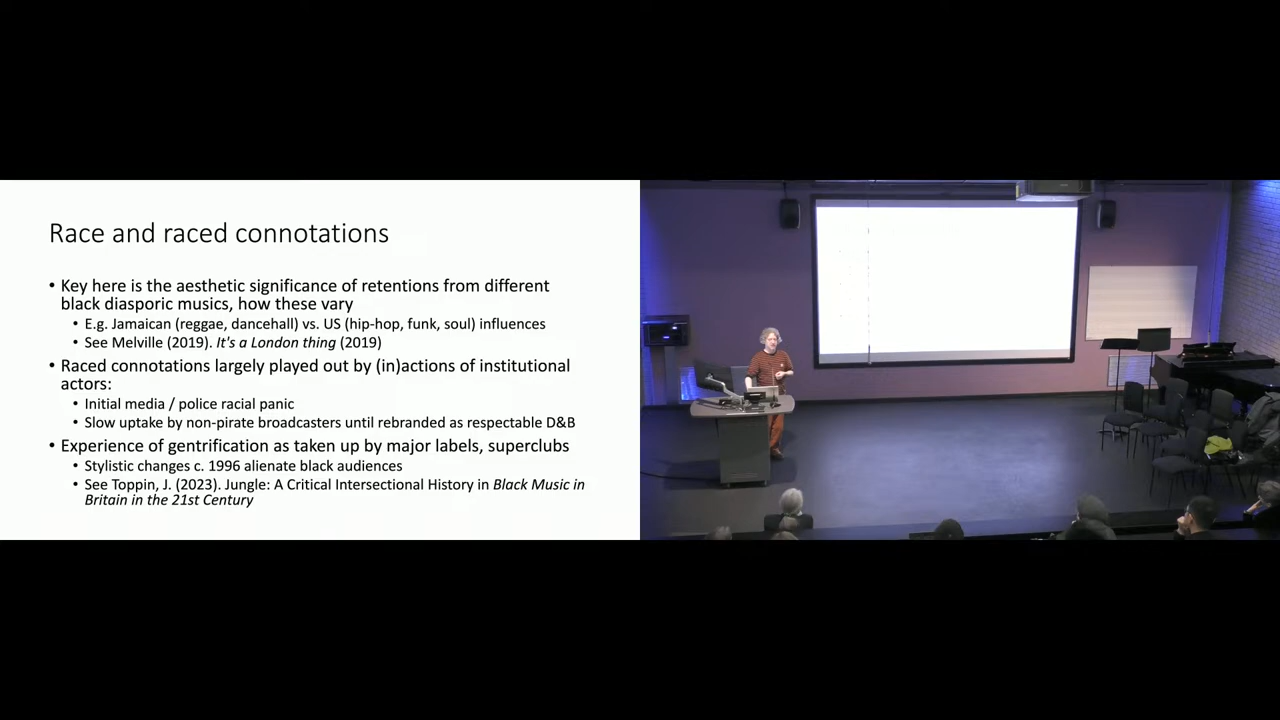 Race and raced connotations
• Key here is the aesthetic significance of retentions from different
black diasporic musics, how these vary
• E.g. Jamaican (reggae, dancehall) vs. US (hip-hop, funk, soul) influences
• See Melville (2019). It's a London thing (2019)
• Raced connotations largely played out by (in)actions of institutional
actors:
• Initial media / police racial panic
• Slow uptake by non-pirate broadcasters until rebranded as respectable D&B
• Experience of gentrification as taken up by major labels, superclubs
• Stylistic changes c. 1996 alienate black audiences
• See Toppin, J. (2023). Jungle: A Critical Intersectional History in Black Music in
Britain in the 21st Century